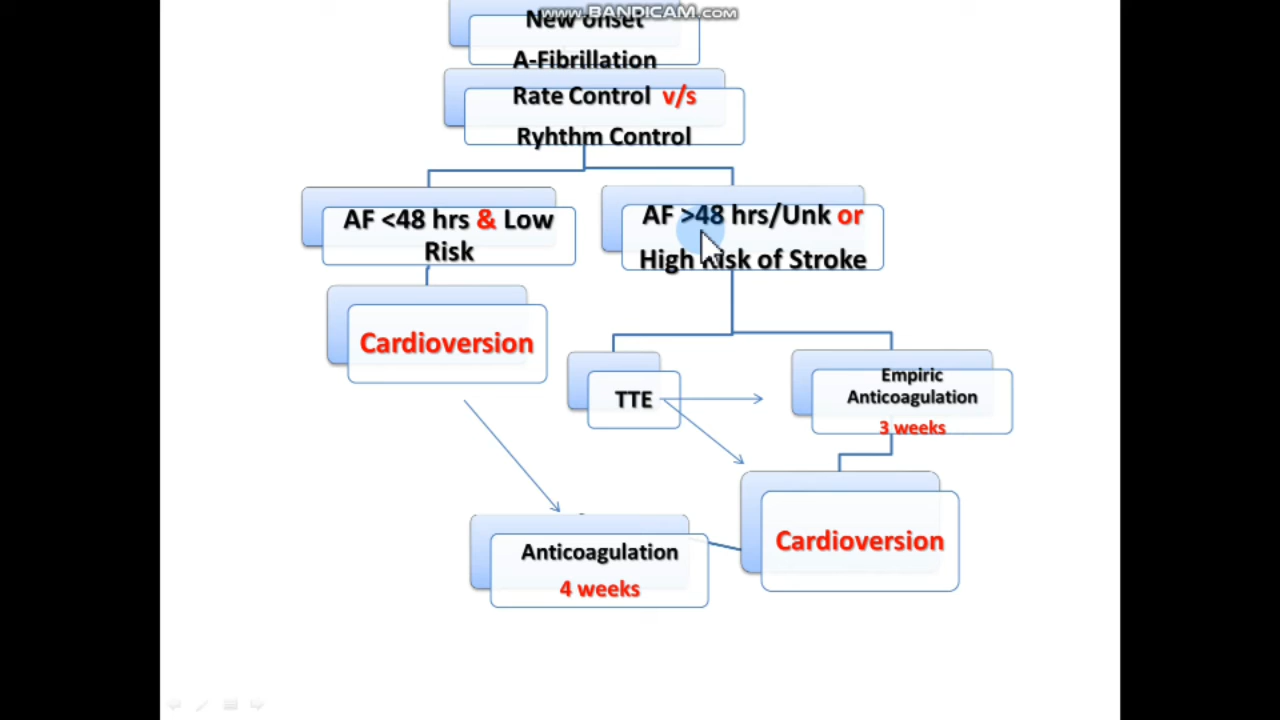 www.BANDICAM.com
New onset
A-Fibrillation
Rate Control v/s
Ryhthm Control
AF <48 hrs & Low
Risk
AF >48 hrs/Unk or
High Risk of Stroke
Cardioversion
TTE
Empiric
Anticoagulation
3 weeks
Cardioversion
Anticoagulation
4 weeks